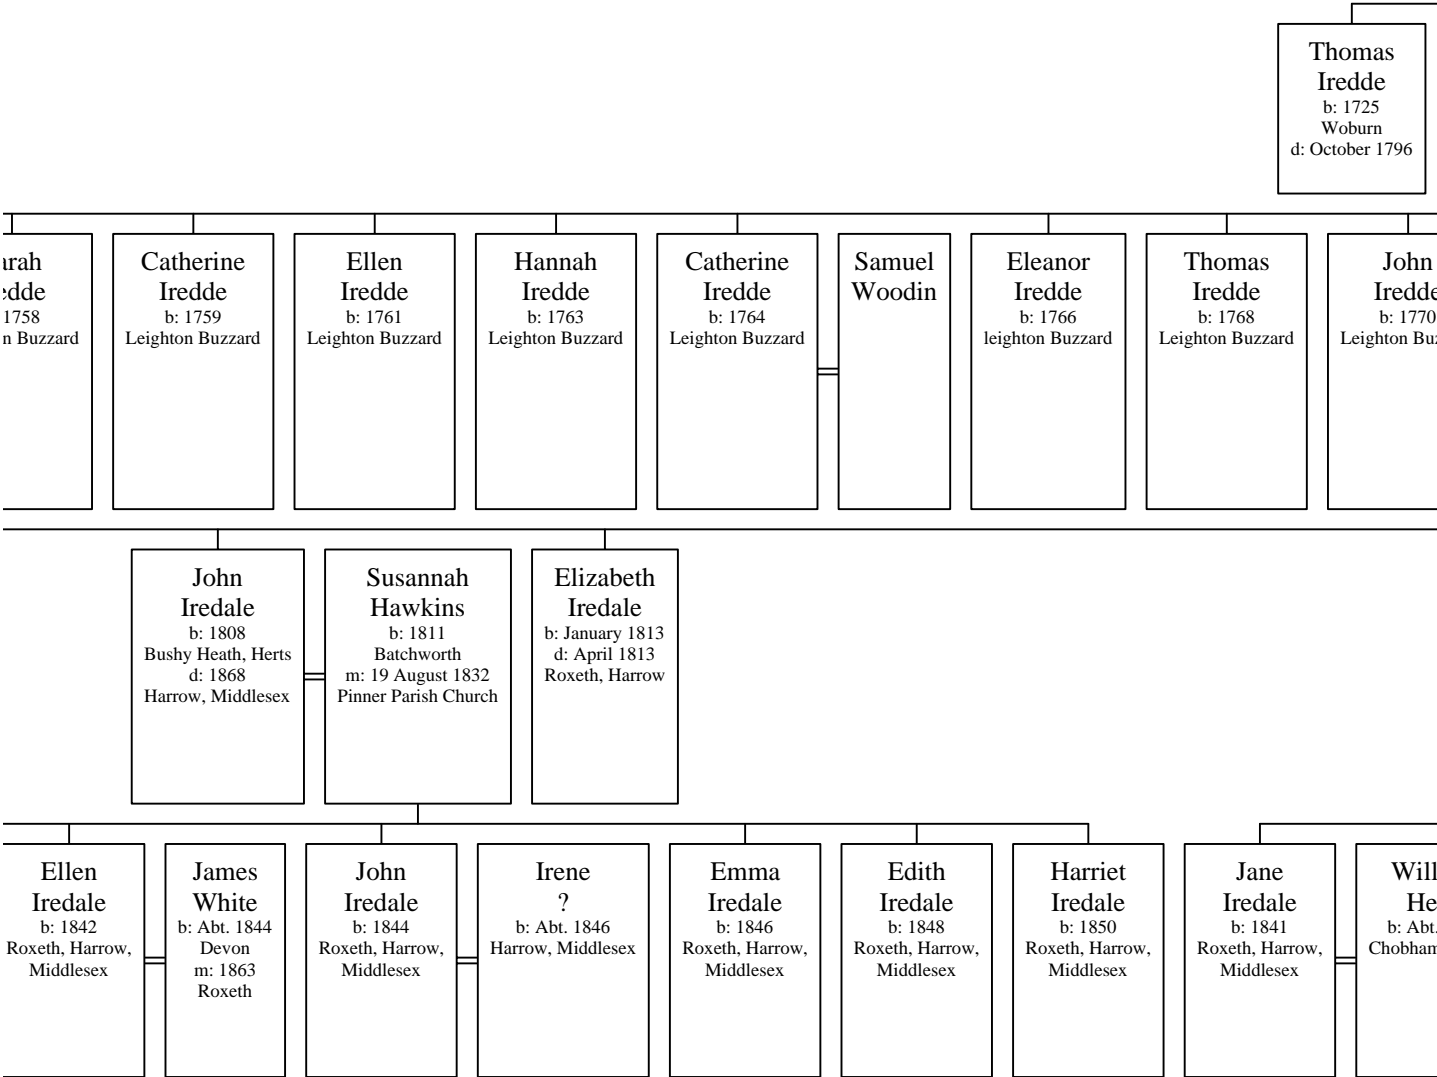 Thomas
Iredde
b: 1725
Woburn
d: October 1796
1758
Buzzard
Catherine
Iredde
b: 1759
Leighton Buzzard
Ellen
Iredde
b: 1761
Leighton Buzzard
Hannah
Iredde
b: 1763
Leighton Buzzard
Catherine
Iredde
b: 1764
Leighton Buzzard
Samuel
Woodin
Eleanor
Iredde
b: 1766
leighton Buzzard
Thomas
Iredde
b: 1768
Leighton Buzzard
John
Iredde
b: 1770
Leighton
John
Iredale
b: 1808
Bushy Heath, Herts
d: 1868
Harrow, Middlesex
Susannah
Hawkins
b: 1811
Batchworth
m: 19 August 1832
Pinner Parish Church
Elizabeth
Iredale
b: January 1813
d: April 1813
Roxeth, Harrow
Ellen
Iredale
b: 1842
Roxeth, Harrow,
Middlesex
James
White
b: Abt. 1844
Devon
m: 1863
Roxeth
John
Iredale
b: 1844
Roxeth, Harrow,
Middlesex
Irene
?
b: Abt. 1846
Harrow, Middlesex
Emma
Iredale
b: 1846
Roxeth, Harrow,
Middlesex
Edith
Iredale
b: 1848
Roxeth, Harrow,
Middlesex
Harriet
Iredale
b: 1850
Roxeth, Harrow,
Middlesex
Jane
Iredale
b: 1841
Roxeth, Harrow,
Middlesex
b: Abt.
Chobham